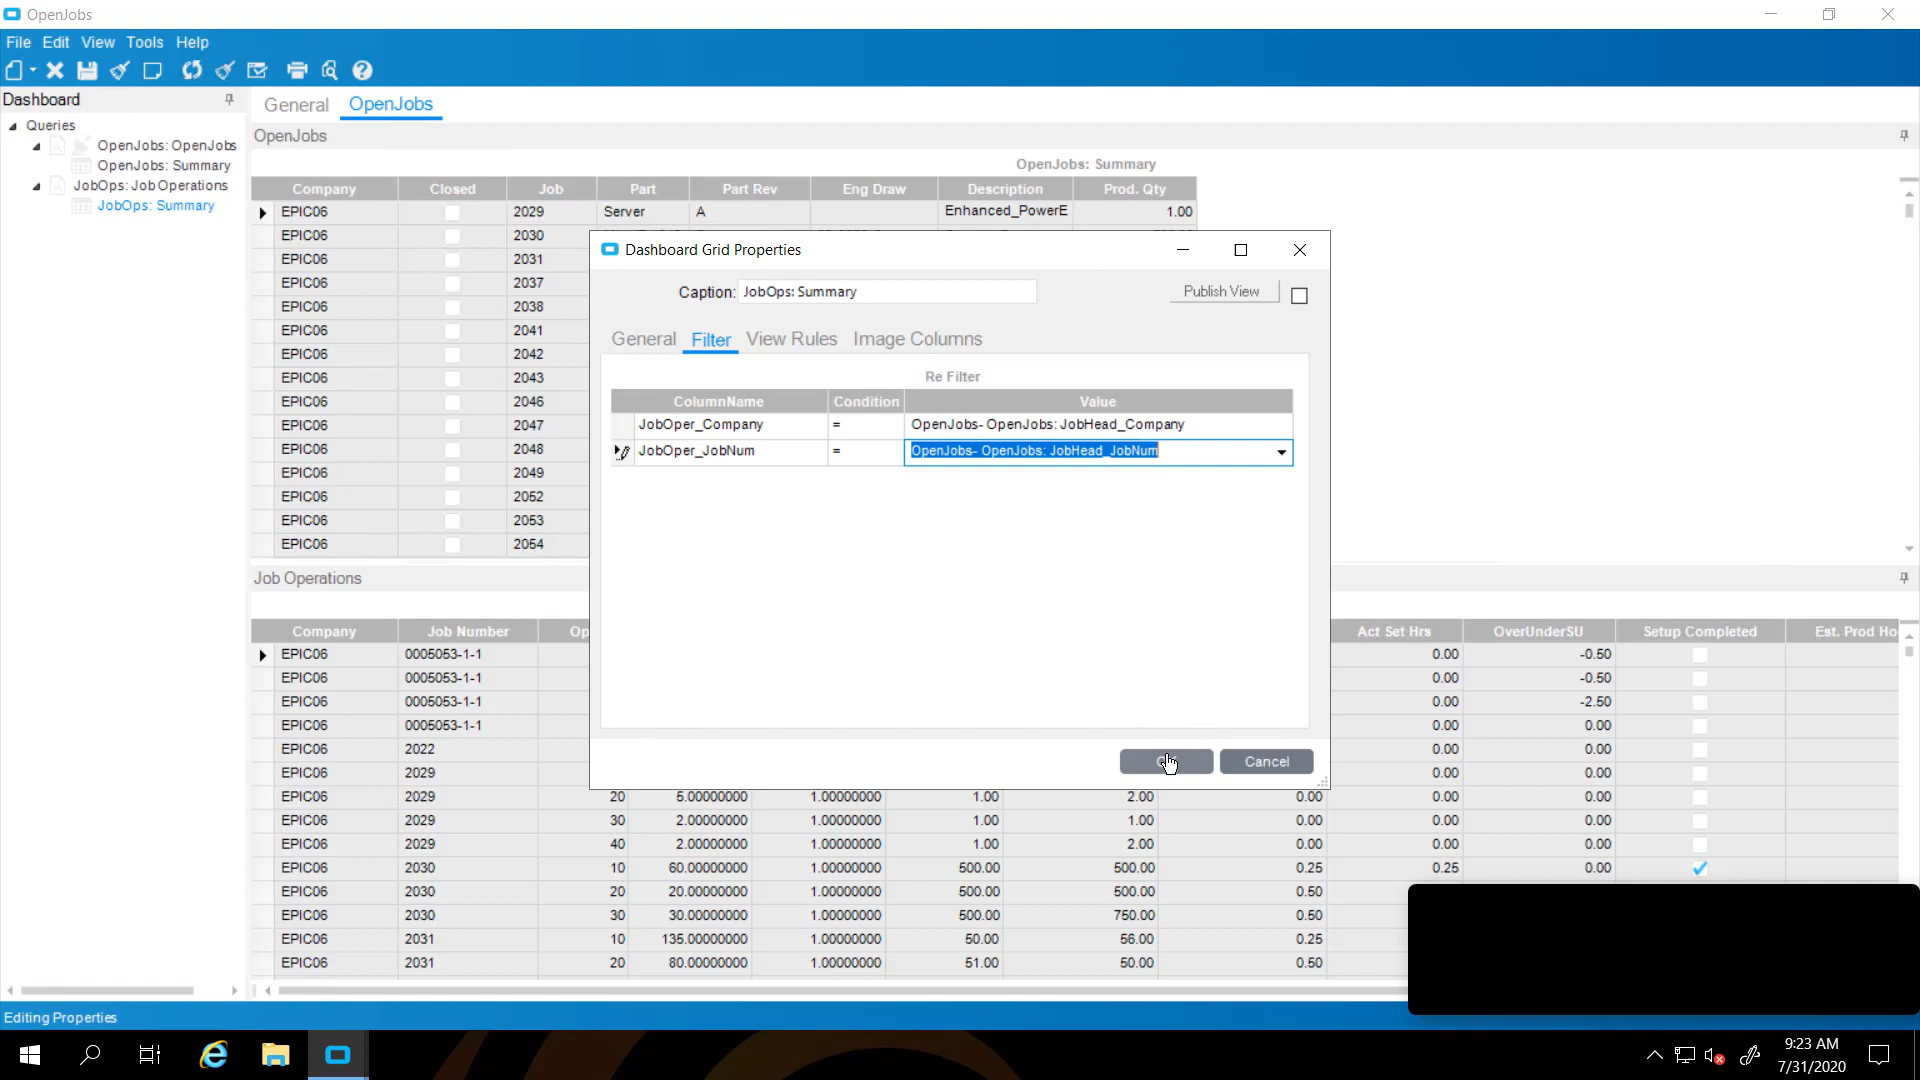 OpenJobs
File Edit View Tools Help
Dashboard
Queries
OpenJobs: OpenJobs
OpenJobs: Summary
JobOps: Job Operations
JobOps: Summary
General OpenJobs
OpenJobs
OpenJobs: Summary
Company Closed Job Part Part Rev Eng Draw Description Prod. Qty
EPIC06 2029 Server A Enhanced_PowerE 1.00
EPIC06 2030
EPIC06 2031
EPIC06 2037
EPIC06 2038
EPIC06 2041
EPIC06 2042
EPIC06 2043
EPIC06 2046
EPIC06 2047
EPIC06 2048
EPIC06 2049
EPIC06 2052
EPIC06 2053
EPIC06 2054
Dashboard Grid Properties
Caption: JobOps: Summary Publish View
General Filter View Rules Image Columns
Re Filter
ColumnName Condition Value
JobOper_Company = OpenJobs- OpenJobs: JobHead_Company
JobOper_JobNum = OpenJobs- OpenJobs: JobHead_JobNum
Cancel
Job Operations
Company Job Number Op Act Set Hrs OverUnderSU Setup Completed Est. Prod Ho
EPIC06 0005053-1-1 0.00 -0.50
EPIC06 0005053-1-1 0.00 -0.50
EPIC06 0005053-1-1 0.00 -2.50
EPIC06 0005053-1-1 0.00 0.00
EPIC06 2022 0.00 0.00
EPIC06 2029 0.00 0.00
EPIC06 2029 20 5.00000000 1.00000000 1.00 2.00 0.00 0.00 0.00
EPIC06 2029 30 2.00000000 1.00000000 1.00 1.00 0.00 0.00 0.00
EPIC06 2029 40 2.00000000 1.00000000 1.00 2.00 0.00 0.00 0.00
EPIC06 2030 10 60.00000000 1.00000000 500.00 500.00 0.25 0.25 0.00
EPIC06 2030 20 20.00000000 1.00000000 500.00 500.00 0.50
EPIC06 2030 30 30.00000000 1.00000000 500.00 750.00 0.50
EPIC06 2031 10 135.00000000 1.00000000 50.00 56.00 0.25
EPIC06 2031 20 80.00000000 1.00000000 51.00 50.00 0.50
Editing Properties
9:23 AM
7/31/2020